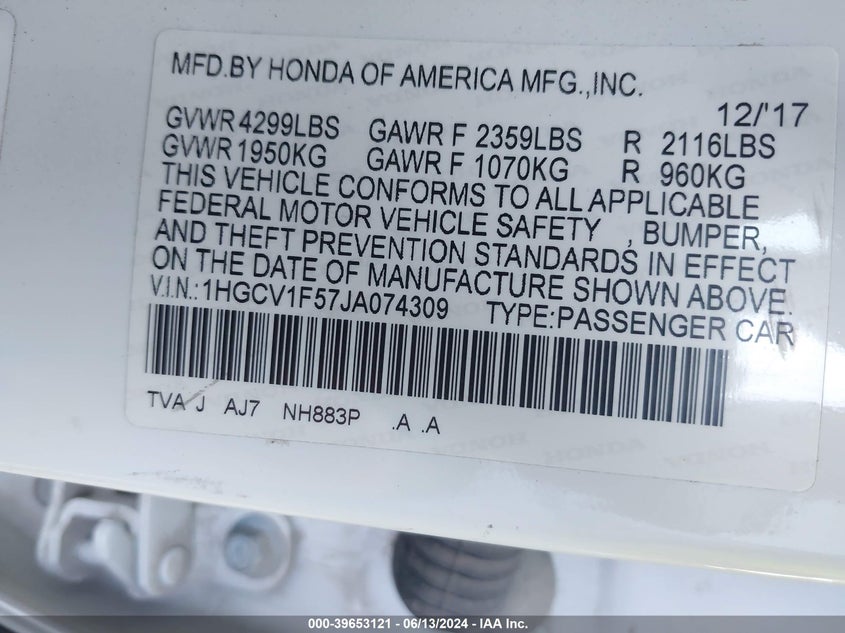 MFD.BY HONDA OF AMERICA MFG.,INC.
12/'17
GVWR 4299LBS GAWR F 2359LBS R 2116LBS
GVWR 1950KG GAWR F 1070KG R 960KG
THIS VEHICLE CONFORMS TO ALL APPLICABLE
FEDERAL MOTOR VEHICLE SAFETY , BUMPER,
AND THEFT PREVENTION STANDARDS IN EFFECT
ON THE DATE OF MANUFACTURE SHOWN ABOVE.
V.I.N.:1HGCV1F57JA074309 TYPE:PASSENGER CAR
TVA J AJ7 NH883P .A .A
HONDA
000-39653121 - 06/13/2024 - IAA Inc.